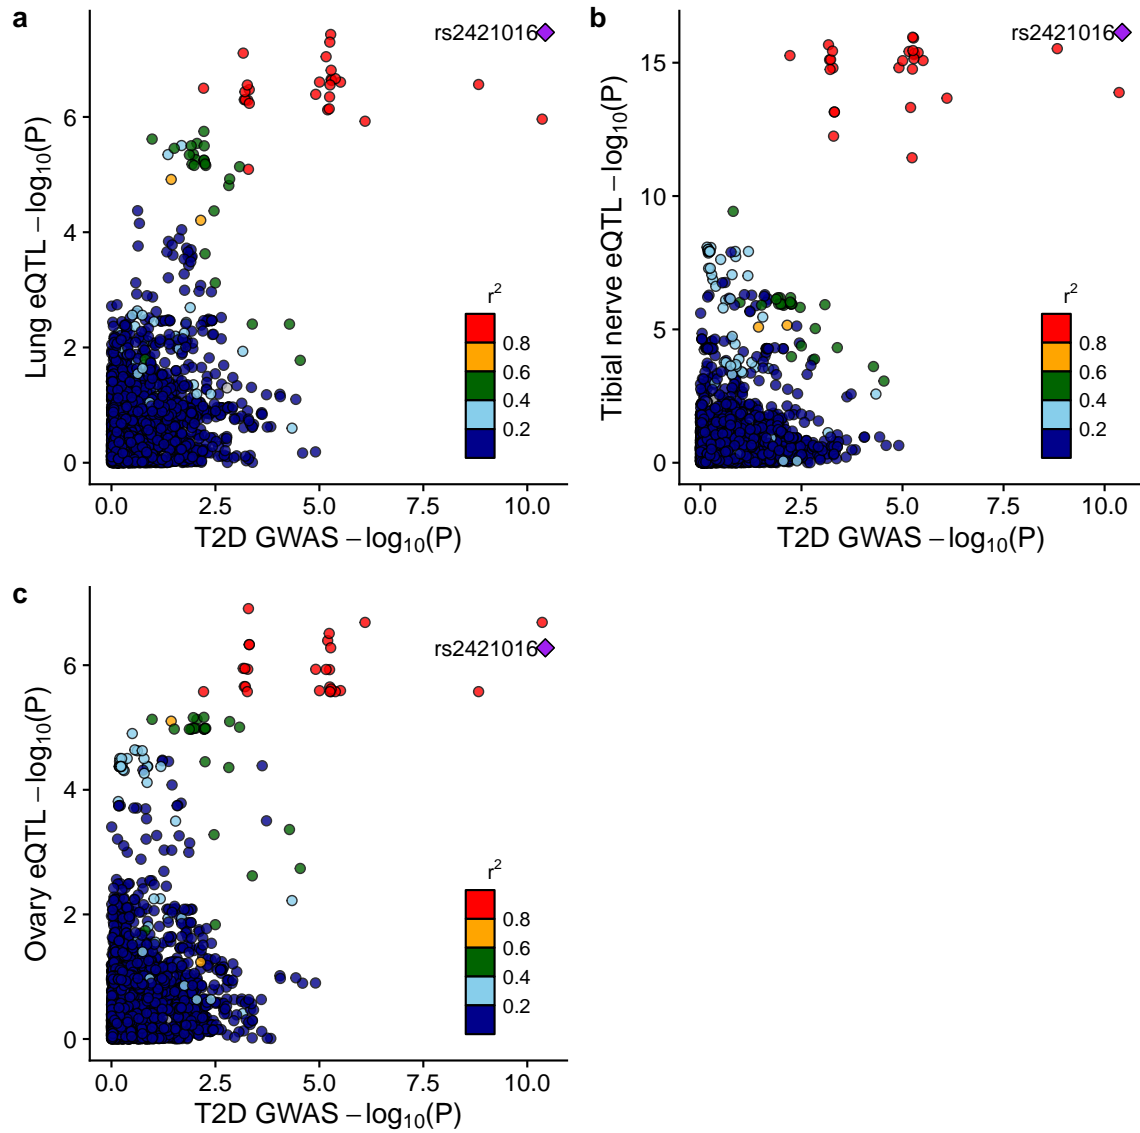 a
rs2421016
Lung eQTL −log₁₀(P)
6
4
2
0
r²
0.8
0.6
0.4
0.2
0.0
2.5
5.0
7.5
10.0
T2D GWAS −log₁₀(P)
b
rs2421016
Tibial nerve eQTL −log₁₀(P)
15
10
5
0
r²
0.8
0.6
0.4
0.2
0.0
2.5
5.0
7.5
10.0
T2D GWAS −log₁₀(P)
c
rs2421016
Ovary eQTL −log₁₀(P)
6
4
2
0
r²
0.8
0.6
0.4
0.2
0.0
2.5
5.0
7.5
10.0
T2D GWAS −log₁₀(P)